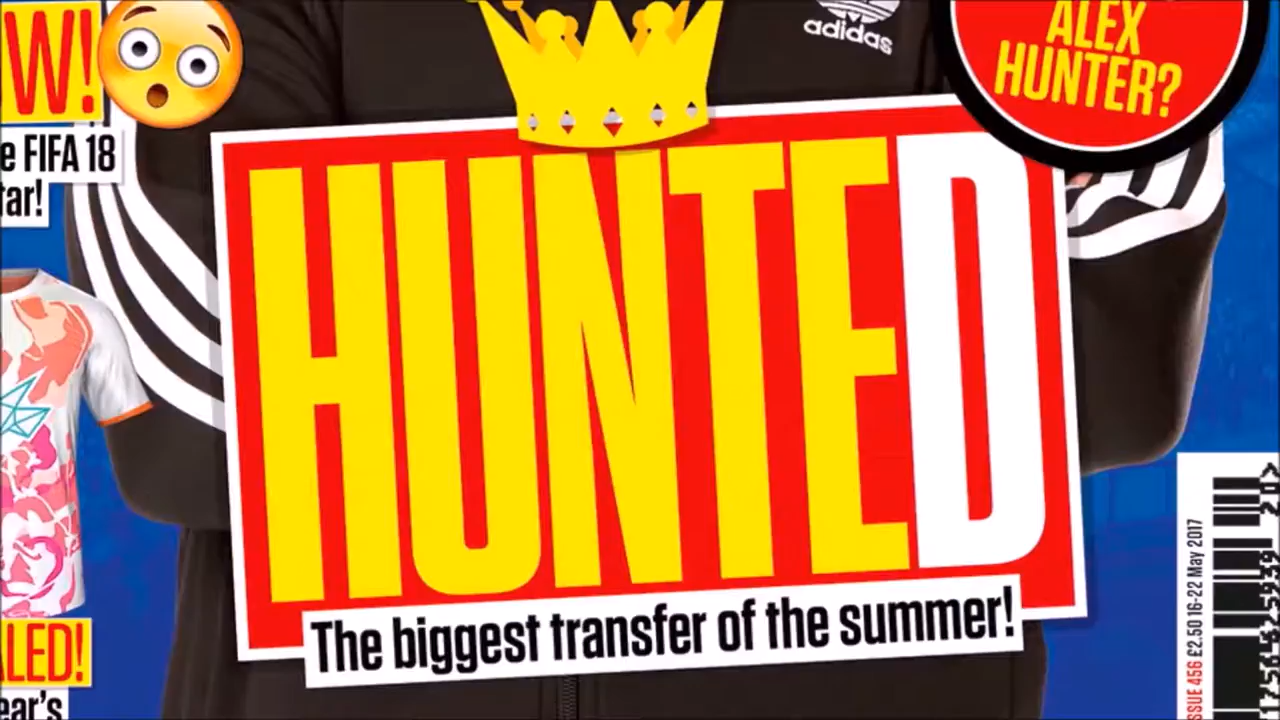 adidas
ALEX
HUNTER?
W!
e FIFA 18
tar!
HUNTED
The biggest transfer of the summer!
ALED!
ear's
SSUE 456 £2.50 16-22 May 2017